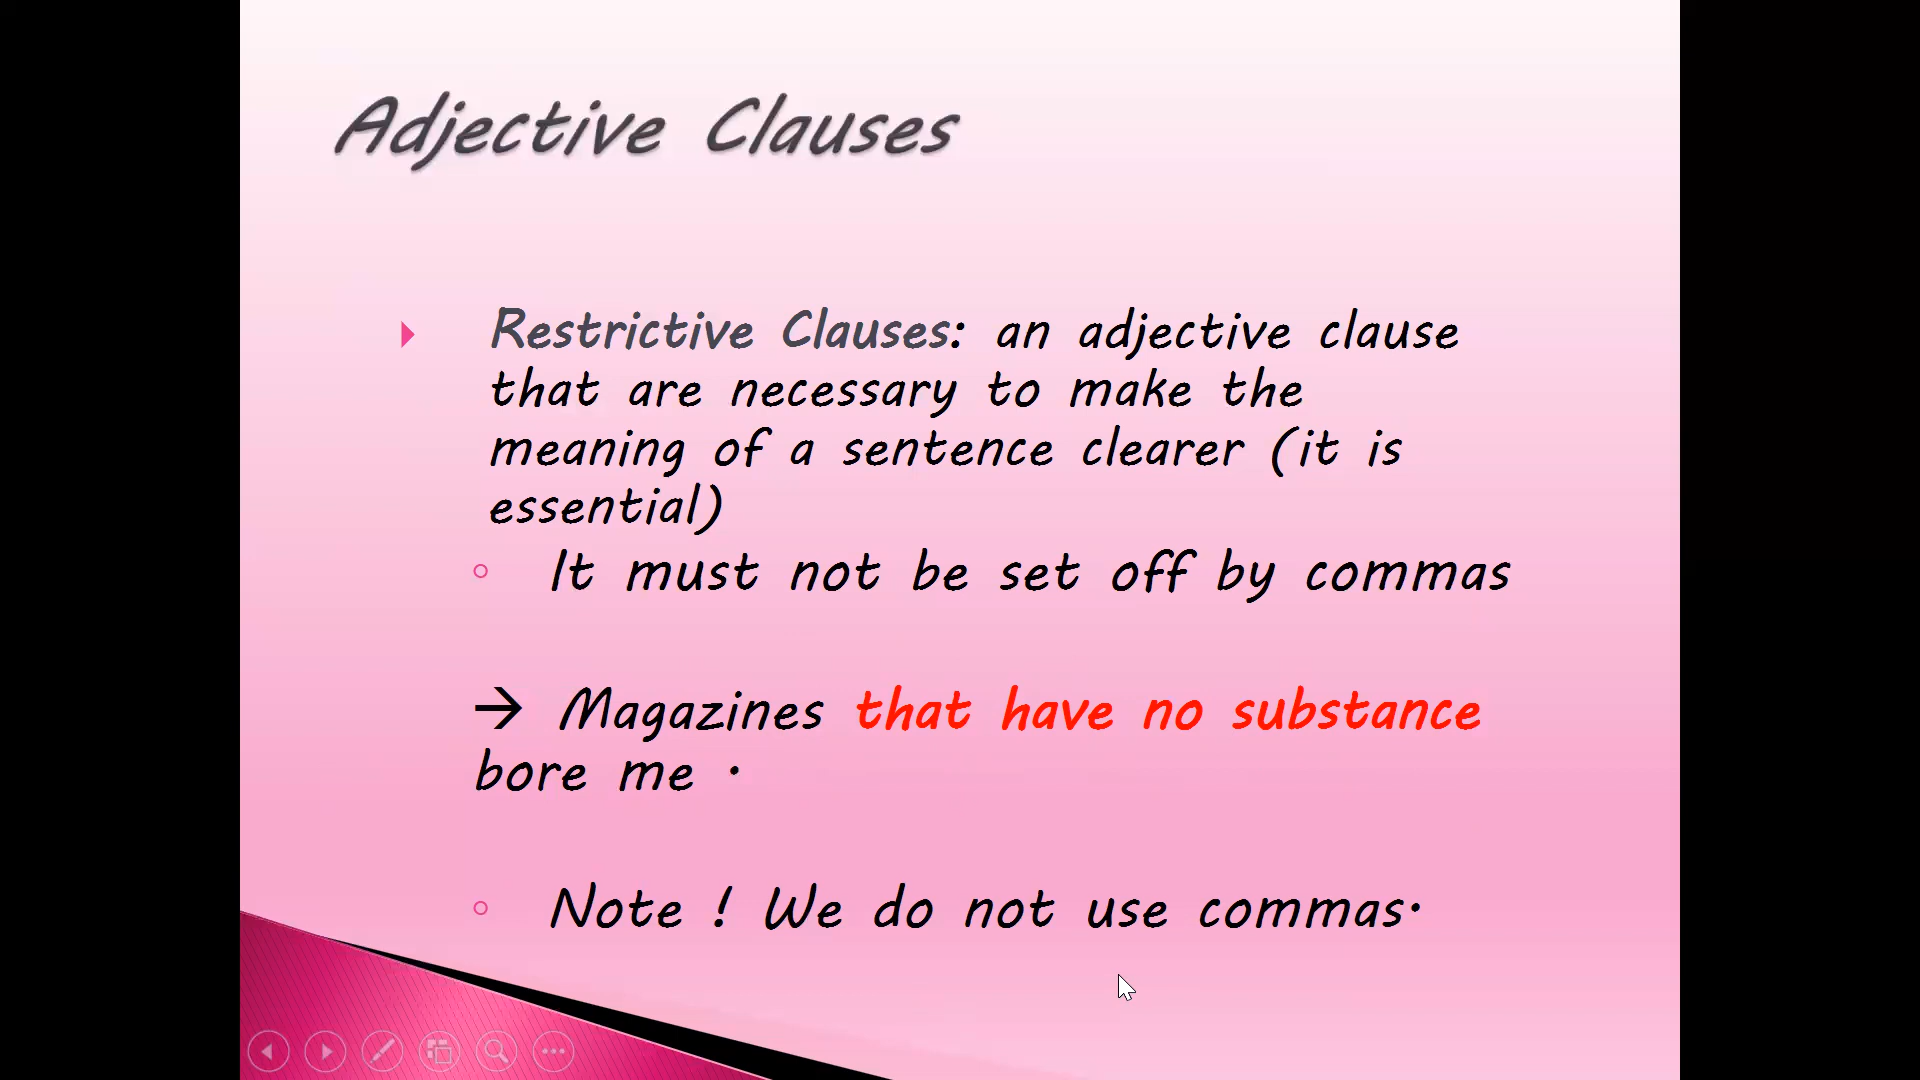 Adjective Clauses
Restrictive Clauses: an adjective clause
that are necessary to make the
meaning of a sentence clearer (it is
essential)
It must not be set off by commas
→ Magazines that have no substance
bore me .
Note ! We do not use commas.